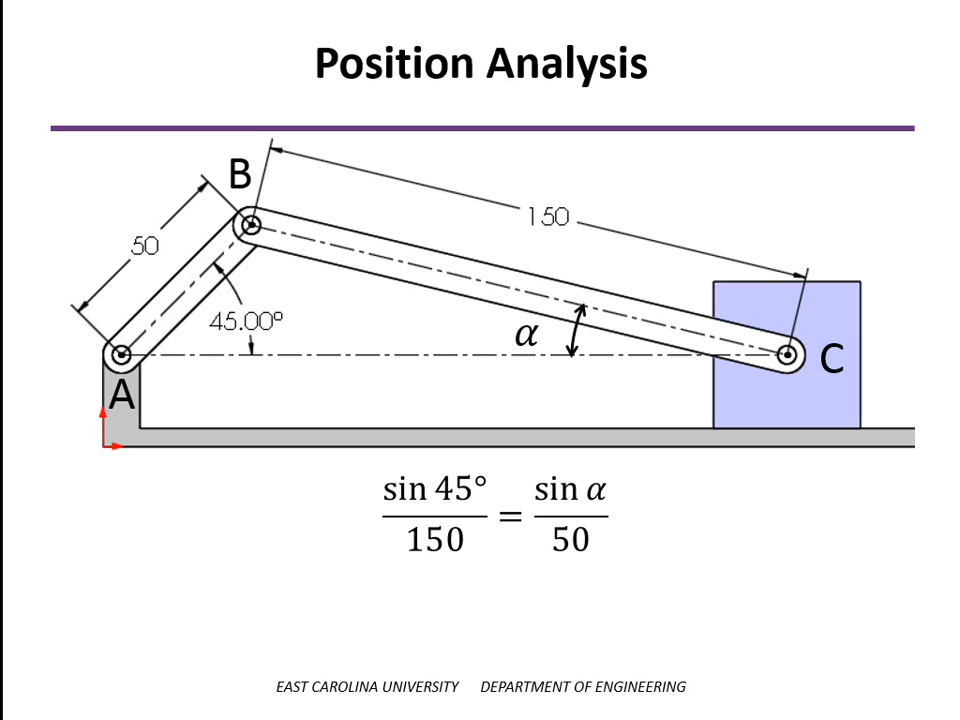 Position Analysis
B
150
50
45.00°
α
C
A
sin 45° / 150 = sin α / 50
EAST CAROLINA UNIVERSITY DEPARTMENT OF ENGINEERING